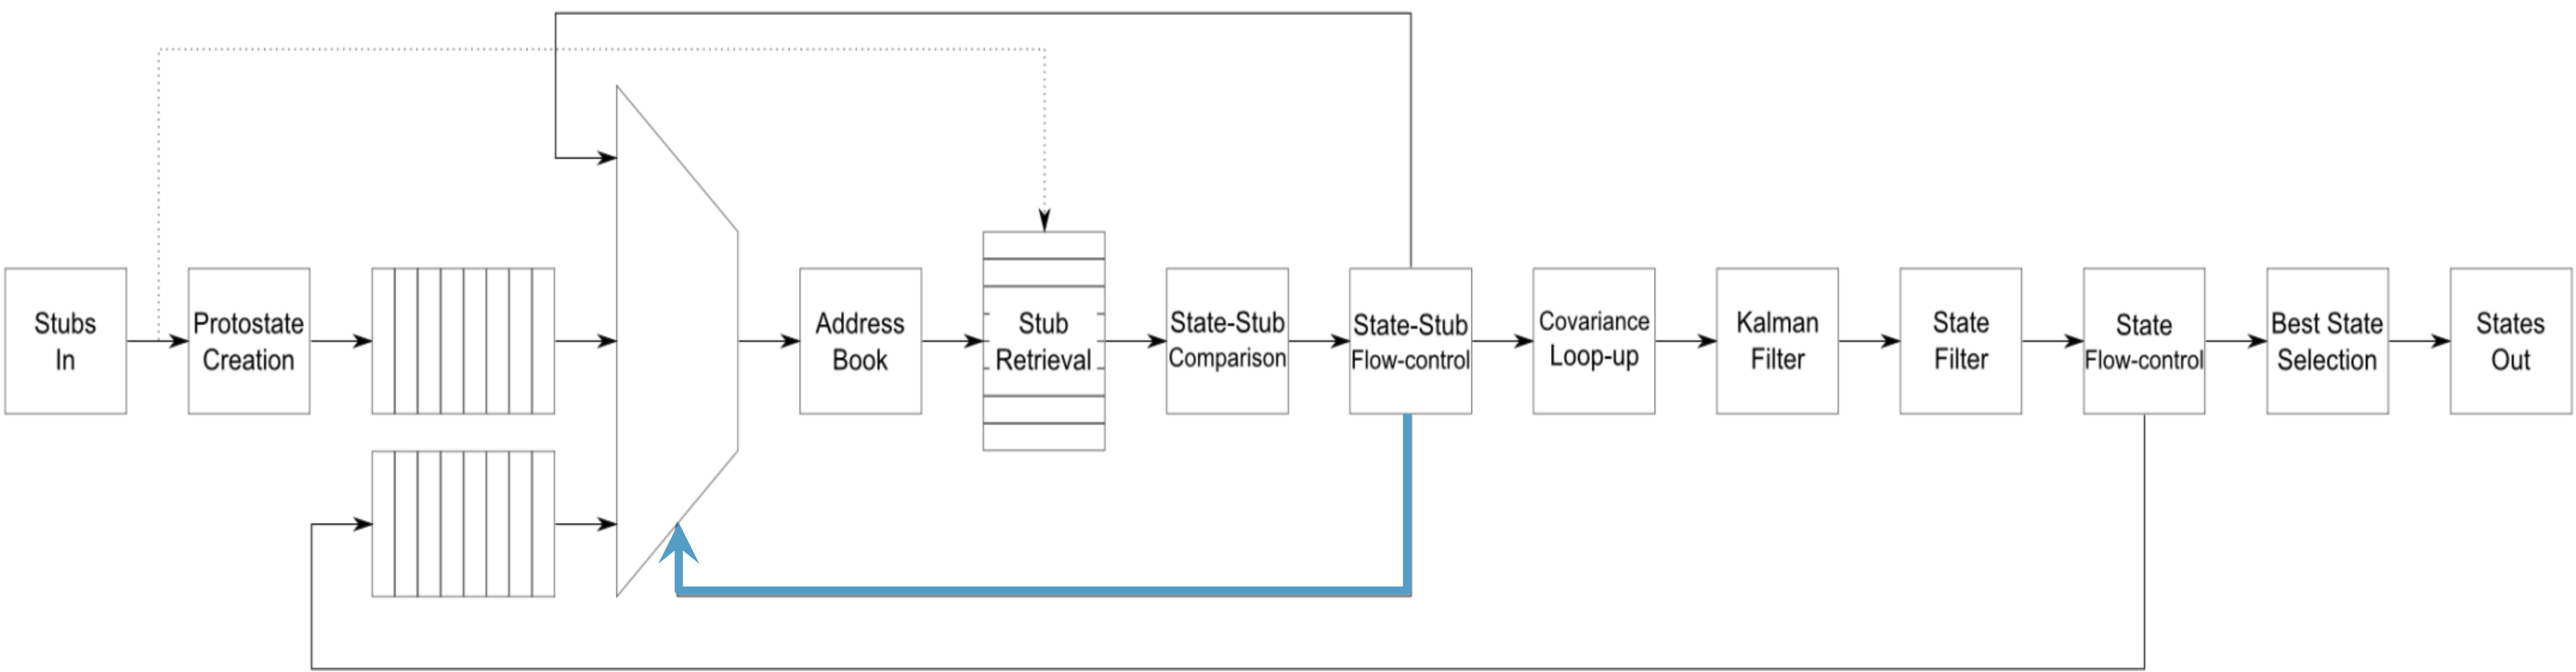 Stubs
In
Protostate
Creation
Address
Book
Stub
Retrieval
State-Stub
Comparison
State-Stub
Flow-control
Covariance
Loop-up
Kalman
Filter
State
Filter
State
Flow-control
Best State
Selection
States
Out